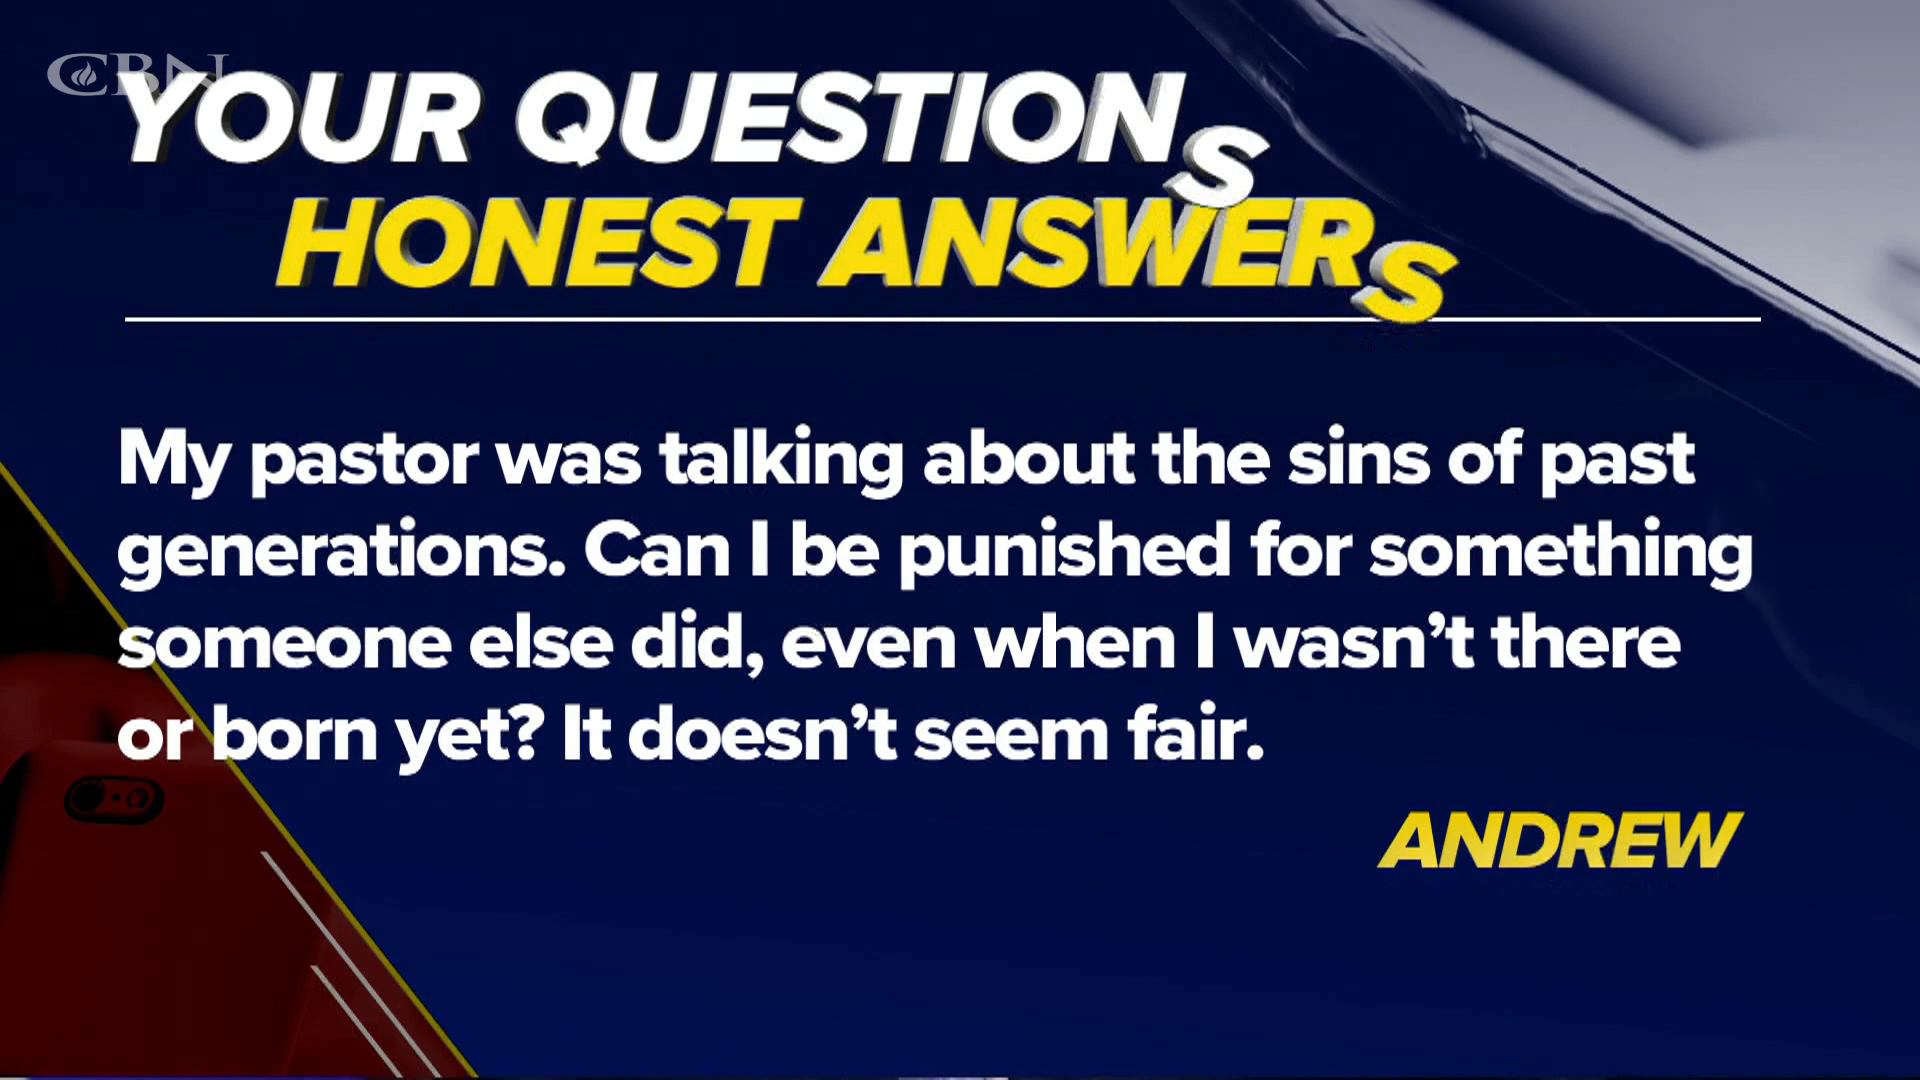 CBN
YOUR QUESTIONS
HONEST ANSWERS
My pastor was talking about the sins of past
generations. Can I be punished for something
someone else did, even when I wasn’t there
or born yet? It doesn’t seem fair.
ANDREW